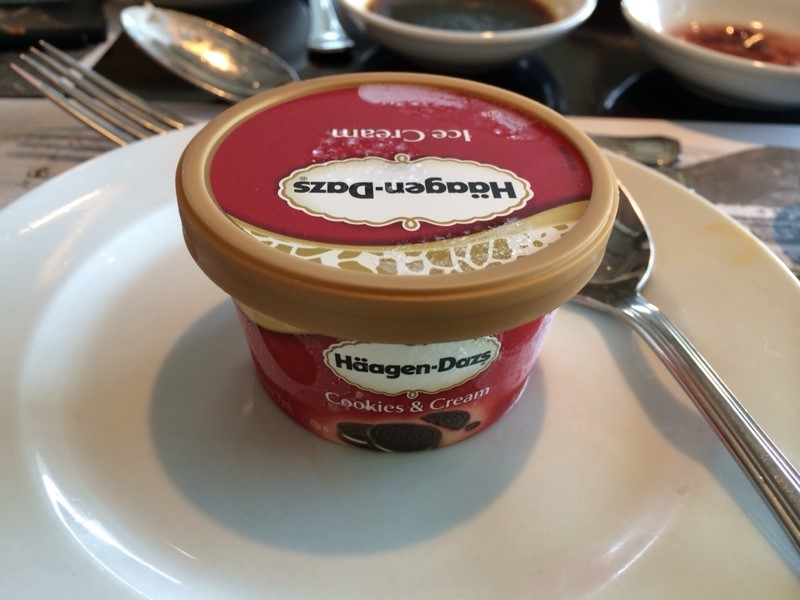 Ice Cream
Häagen-Dazs®
Häagen-Dazs
Cookies & Cream